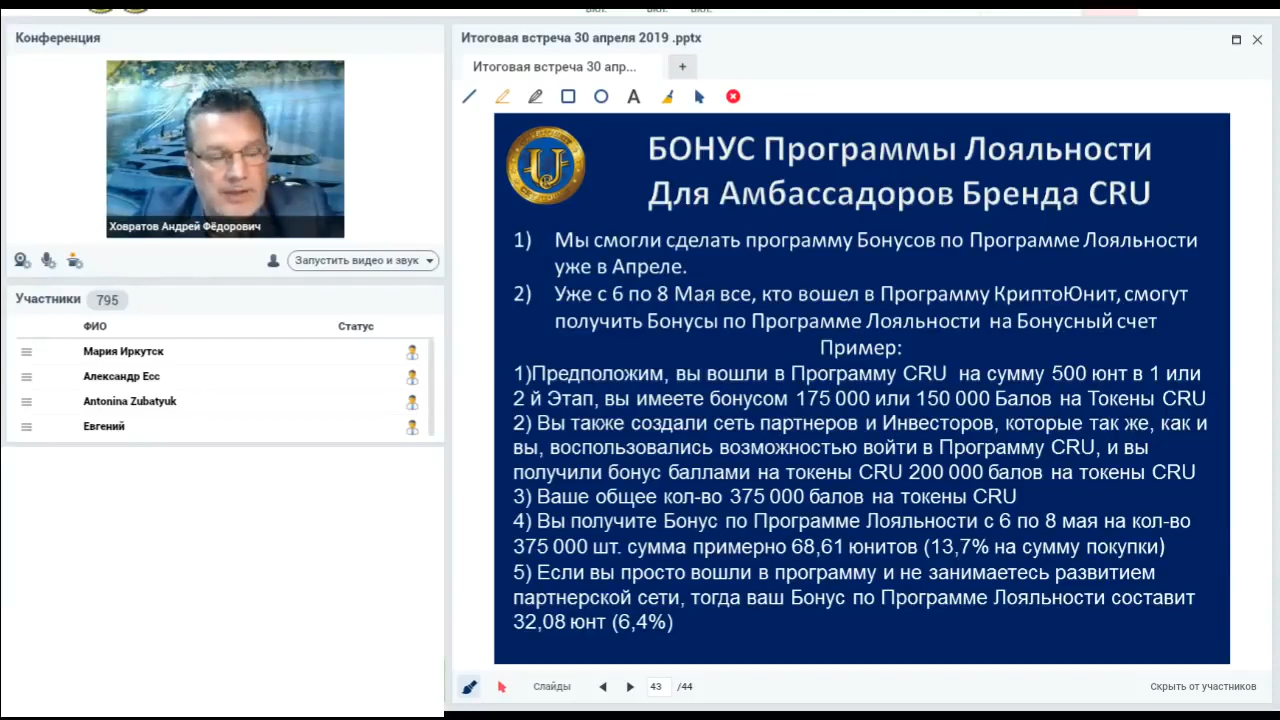 Конференция
Ховратов Андрей Фёдорович
Запустить видео и звук
Участники 795
ФИО Статус
Мария Иркутск
Александр Есс
Antonina Zubatyuk
Евгений
Итоговая встреча 30 апреля 2019 .pptx
Итоговая встреча 30 апр... +
A
БОНУС Программы Лояльности
Для Амбассадоров Бренда CRU
1) Мы смогли сделать программу Бонусов по Программе Лояльности
уже в Апреле.
2) Уже с 6 по 8 Мая все, кто вошел в Программу КриптоЮнит, смогут
получить Бонусы по Программе Лояльности на Бонусный счет
Пример:
1)Предположим, вы вошли в Программу CRU на сумму 500 юнт в 1 или
2 й Этап, вы имеете бонусом 175 000 или 150 000 Балов на Токены CRU
2) Вы также создали сеть партнеров и Инвесторов, которые так же, как и
вы, воспользовались возможностью войти в Программу CRU, и вы
получили бонус баллами на токены CRU 200 000 балов на токены CRU
3) Ваше общее кол-во 375 000 балов на токены CRU
4) Вы получите Бонус по Программе Лояльности с 6 по 8 мая на кол-во
375 000 шт. сумма примерно 68,61 юнитов (13,7% на сумму покупки)
5) Если вы просто вошли в программу и не занимаетесь развитием
партнерской сети, тогда ваш Бонус по Программе Лояльности составит
32,08 юнт (6,4%)
Слайды 43 /44 Скрыть от участников